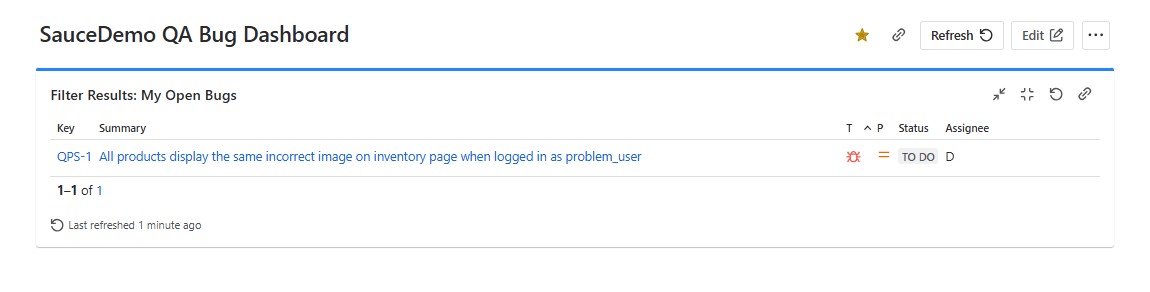 SauceDemo QA Bug Dashboard
Refresh
Edit
Filter Results: My Open Bugs
Key Summary T P Status Assignee
QPS-1 All products display the same incorrect image on inventory page when logged in as problem_user TO DO D
1–1 of 1
Last refreshed 1 minute ago